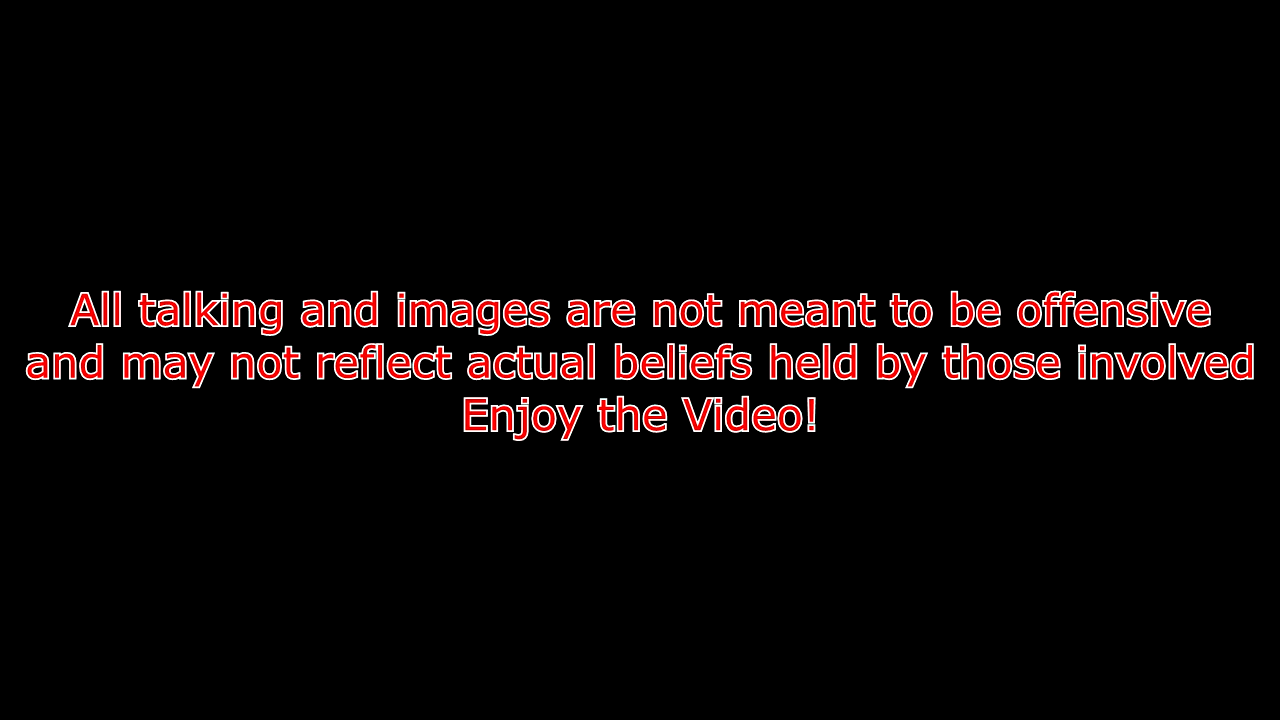 All talking and images are not meant to be offensive
and may not reflect actual beliefs held by those involved
Enjoy the Video!